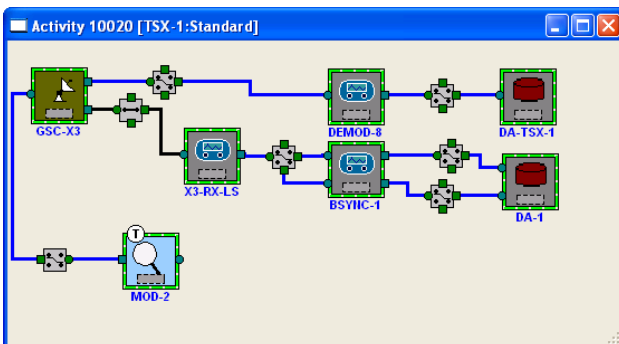 Activity 10020 [TSX-1:Standard]
GSC-X3
DEMOD-8
DA-TSX-1
X3-RX-LS
BSYNC-1
DA-1
T
MOD-2